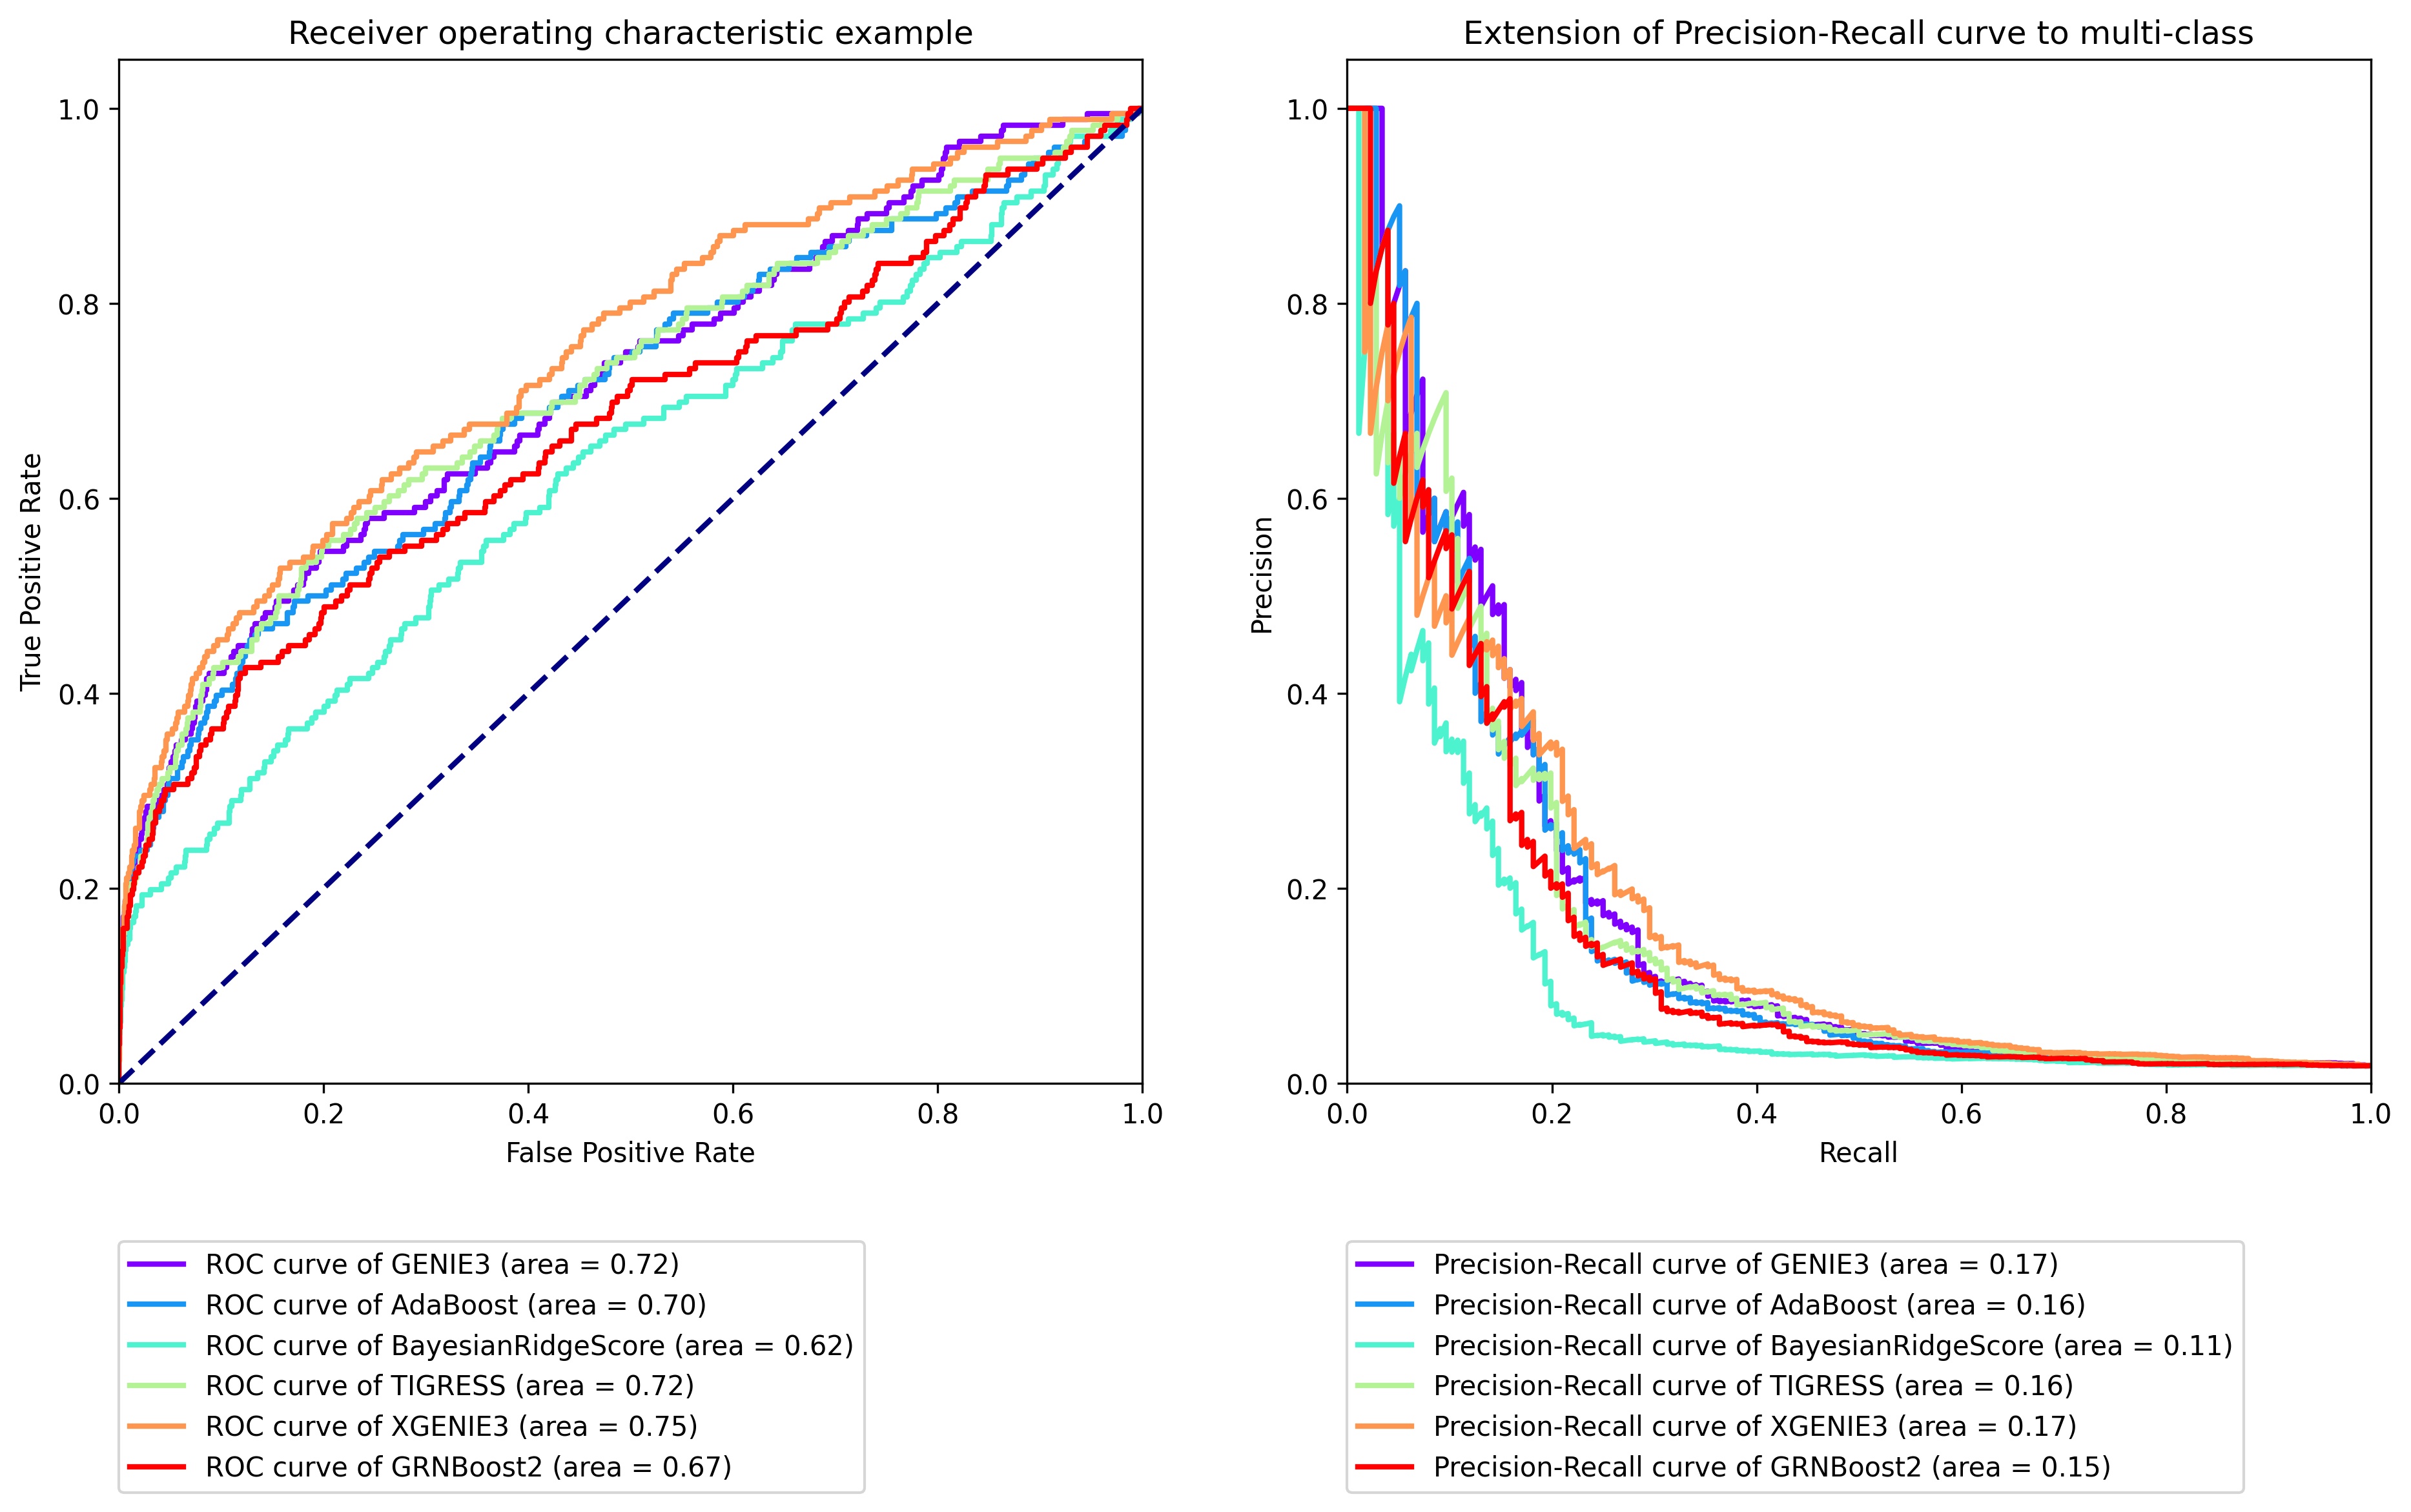 Receiver operating characteristic example
1.0
0.8
0.6
0.4
0.2
0.0
True Positive Rate
0.0 0.2 0.4 0.6 0.8 1.0
False Positive Rate
ROC curve of GENIE3 (area = 0.72)
ROC curve of AdaBoost (area = 0.70)
ROC curve of BayesianRidgeScore (area = 0.62)
ROC curve of TIGRESS (area = 0.72)
ROC curve of XGENIE3 (area = 0.75)
ROC curve of GRNBoost2 (area = 0.67)
Extension of Precision-Recall curve to multi-class
1.0
0.8
0.6
0.4
0.2
0.0
Precision
0.0 0.2 0.4 0.6 0.8 1.0
Recall
Precision-Recall curve of GENIE3 (area = 0.17)
Precision-Recall curve of AdaBoost (area = 0.16)
Precision-Recall curve of BayesianRidgeScore (area = 0.11)
Precision-Recall curve of TIGRESS (area = 0.16)
Precision-Recall curve of XGENIE3 (area = 0.17)
Precision-Recall curve of GRNBoost2 (area = 0.15)